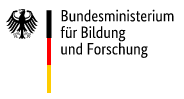 Bundesministerium
für Bildung
und Forschung